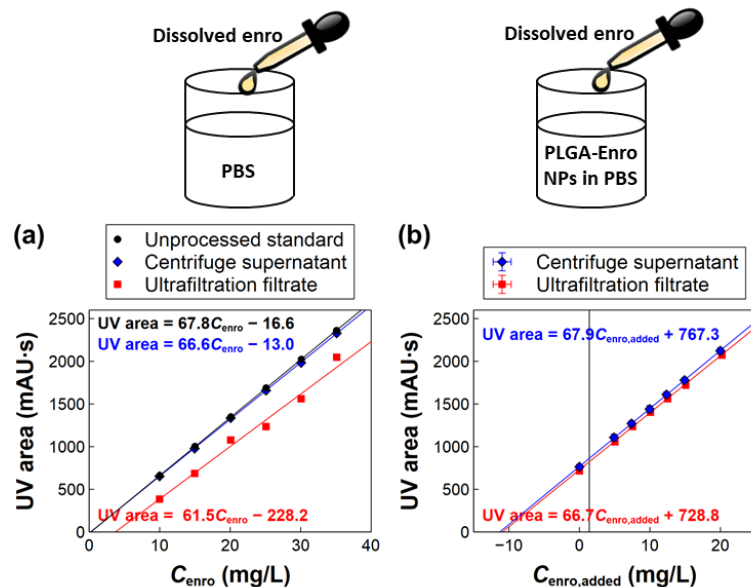 Dissolved enro
PBS
Dissolved enro
PLGA-Enro
NPs in PBS
(a)
Unprocessed standard
Centrifuge supernatant
Ultrafiltration filtrate
UV area = 67.8Cenro − 16.6
UV area = 66.6Cenro − 13.0
UV area = 61.5Cenro − 228.2
UV area (mAU·s)
2500
2000
1500
1000
500
0
0 10 20 30 40
Cenro (mg/L)
(b)
Centrifuge supernatant
Ultrafiltration filtrate
UV area = 67.9Cenro,added + 767.3
UV area = 66.7Cenro,added + 728.8
UV area (mAU·s)
2500
2000
1500
1000
500
0
−10 0 10 20
Cenro,added (mg/L)